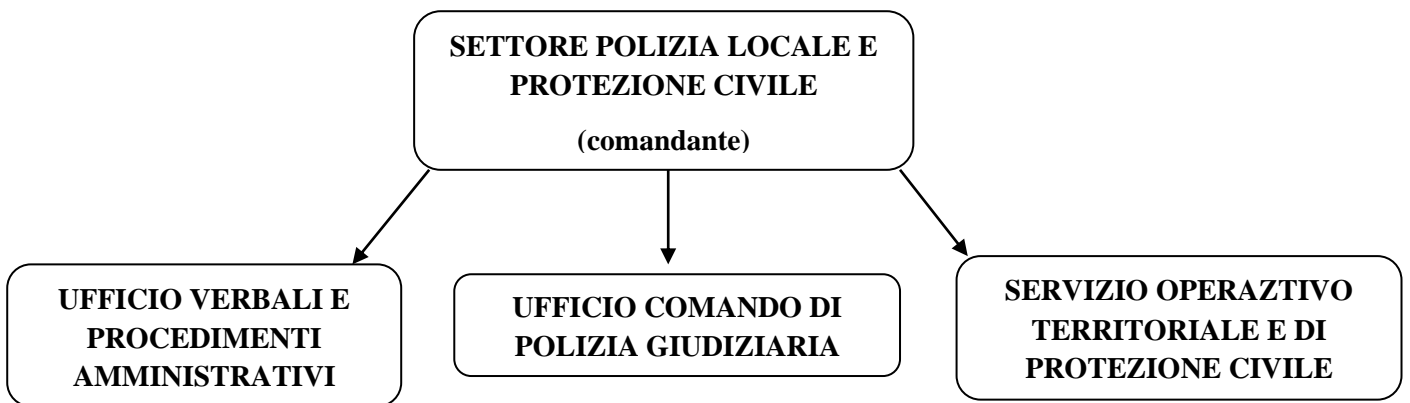 SETTORE POLIZIA LOCALE E
PROTEZIONE CIVILE
(comandante)
UFFICIO VERBALI E
PROCEDIMENTI
AMMINISTRATIVI
UFFICIO COMANDO DI
POLIZIA GIUDIZIARIA
SERVIZIO OPERAZTIVO
TERRITORIALE E DI
PROTEZIONE CIVILE